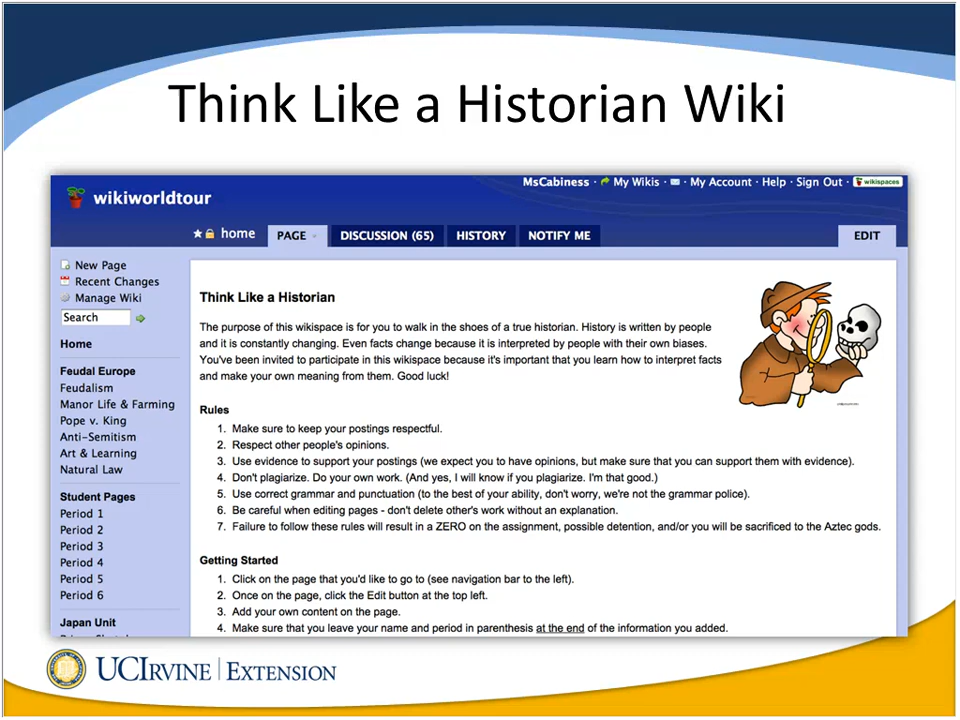 Think Like a Historian Wiki
MsCabiness · My Wikis · My Account · Help · Sign Out · wikispaces
wikiworldtour
home PAGE DISCUSSION (65) HISTORY NOTIFY ME EDIT
New Page
Recent Changes
Manage Wiki
Search
Home
Feudal Europe
Feudalism
Manor Life & Farming
Pope v. King
Anti-Semitism
Art & Learning
Natural Law
Student Pages
Period 1
Period 2
Period 3
Period 4
Period 5
Period 6
Japan Unit
Think Like a Historian
The purpose of this wikispace is for you to walk in the shoes of a true historian. History is written by people
and it is constantly changing. Even facts change because it is interpreted by people with their own biases.
You've been invited to participate in this wikispace because it's important that you learn how to interpret facts
and make your own meaning from them. Good luck!
Rules
1. Make sure to keep your postings respectful.
2. Respect other people's opinions.
3. Use evidence to support your postings (we expect you to have opinions, but make sure that you can support them with evidence).
4. Don't plagiarize. Do your own work. (And yes, I will know if you plagiarize. I'm that good.)
5. Use correct grammar and punctuation (to the best of your ability, don't worry, we're not the grammar police).
6. Be careful when editing pages - don't delete other's work without an explanation.
7. Failure to follow these rules will result in a ZERO on the assignment, possible detention, and/or you will be sacrificed to the Aztec gods.
Getting Started
1. Click on the page that you'd like to go to (see navigation bar to the left).
2. Once on the page, click the Edit button at the top left.
3. Add your own content on the page.
4. Make sure that you leave your name and period in parenthesis at the end of the information you added.
UCIRVINE | EXTENSION